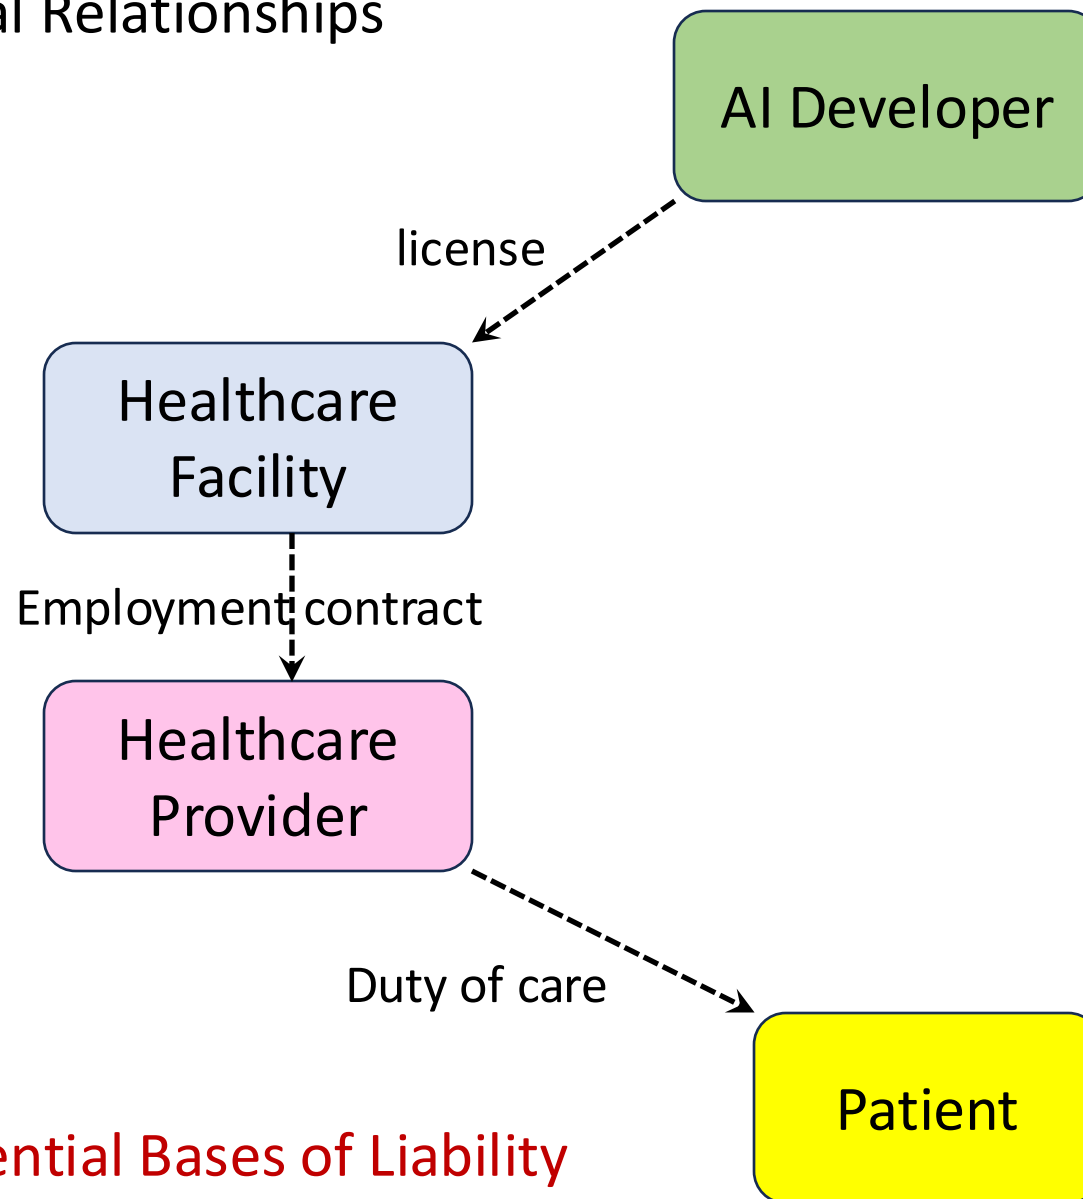 al Relationships
AI Developer
license
Healthcare
Facility
Employment contract
Healthcare
Provider
Duty of care
Patient
ential Bases of Liability